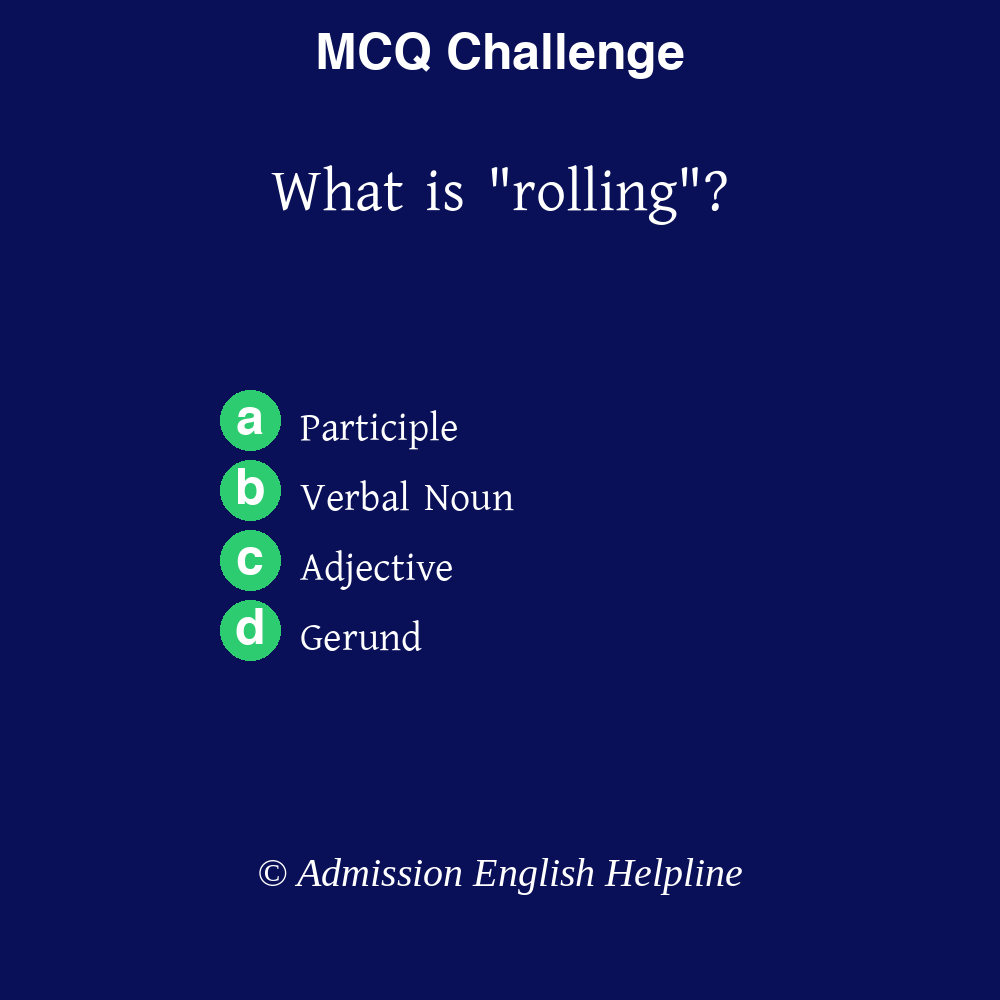 MCQ Challenge
What is "rolling"?
a Participle
b Verbal Noun
c Adjective
d Gerund
© Admission English Helpline